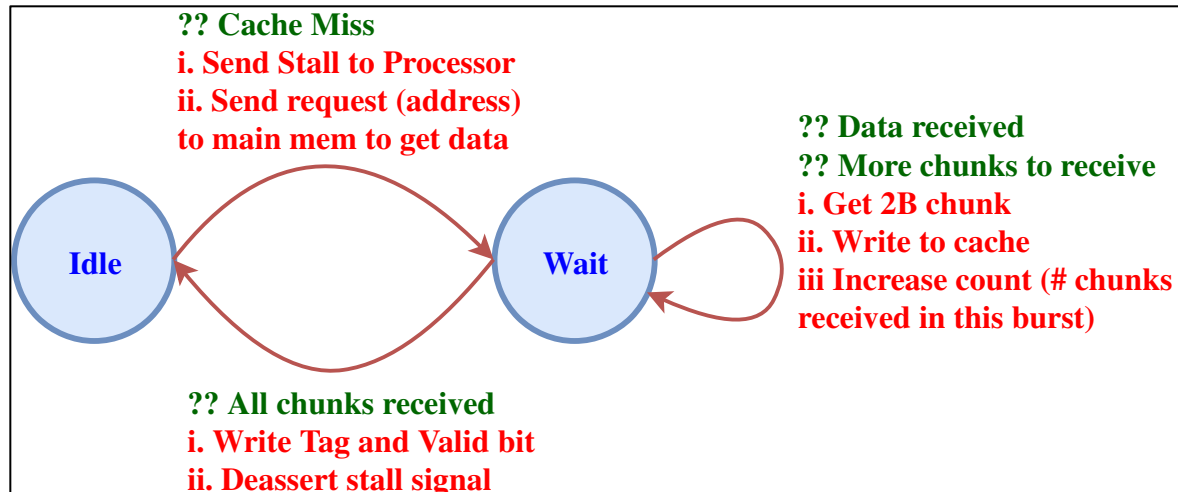 ?? Cache Miss
i. Send Stall to Processor
ii. Send request (address)
to main mem to get data
?? Data received
?? More chunks to receive
i. Get 2B chunk
ii. Write to cache
iii Increase count (# chunks
received in this burst)
Idle
Wait
?? All chunks received
i. Write Tag and Valid bit
ii. Deassert stall signal